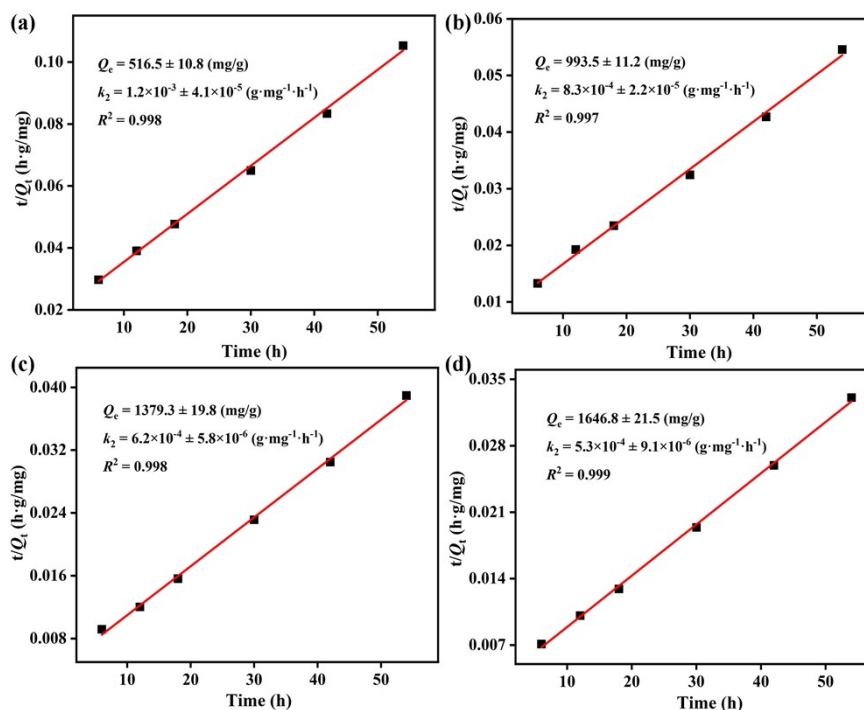 (a)
Qe = 516.5 ± 10.8 (mg/g)
k2 = 1.2×10⁻³ ± 4.1×10⁻⁵ (g·mg⁻¹·h⁻¹)
R² = 0.998
t/Qt (h·g/mg)
0.10
0.08
0.06
0.04
0.02
10 20 30 40 50
Time (h)
(b)
Qe = 993.5 ± 11.2 (mg/g)
k2 = 8.3×10⁻⁴ ± 2.2×10⁻⁵ (g·mg⁻¹·h⁻¹)
R² = 0.997
t/Qt (h·g/mg)
0.06
0.05
0.04
0.03
0.02
0.01
10 20 30 40 50
Time (h)
(c)
Qe = 1379.3 ± 19.8 (mg/g)
k2 = 6.2×10⁻⁴ ± 5.8×10⁻⁶ (g·mg⁻¹·h⁻¹)
R² = 0.998
t/Qt (h·g/mg)
0.040
0.032
0.024
0.016
0.008
10 20 30 40 50
Time (h)
(d)
Qe = 1646.8 ± 21.5 (mg/g)
k2 = 5.3×10⁻⁴ ± 9.1×10⁻⁶ (g·mg⁻¹·h⁻¹)
R² = 0.999
t/Qt (h·g/mg)
0.035
0.028
0.021
0.014
0.007
10 20 30 40 50
Time (h)